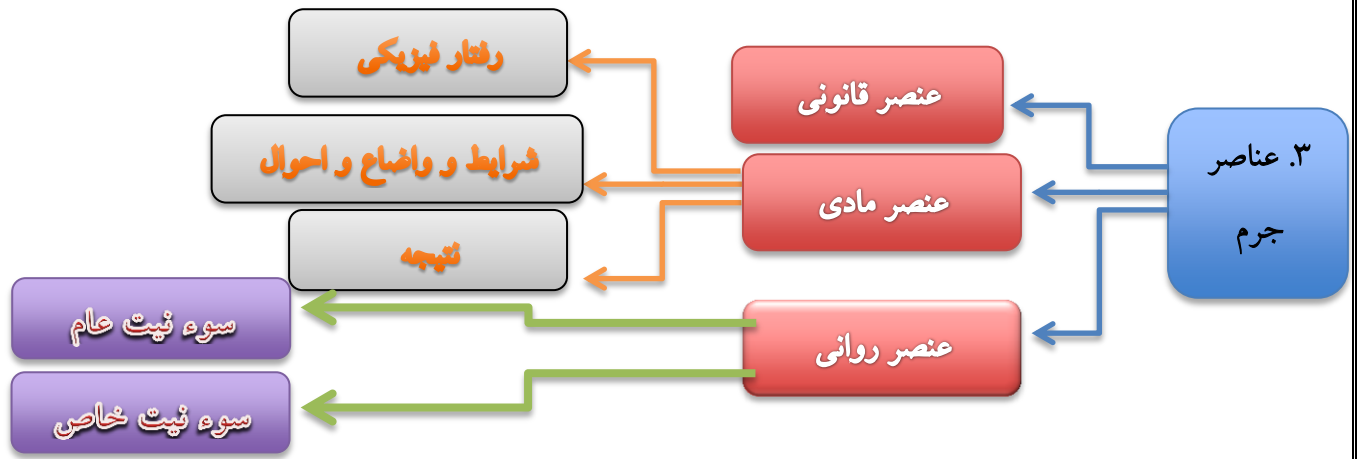 ۳. عناصر
جرم
عنصر قانونی
عنصر مادی
عنصر روانی
رفتار فیزیکی
شرایط و واضاع و احوال
نتیجه
سوء نیت عام
سوء نیت خاص